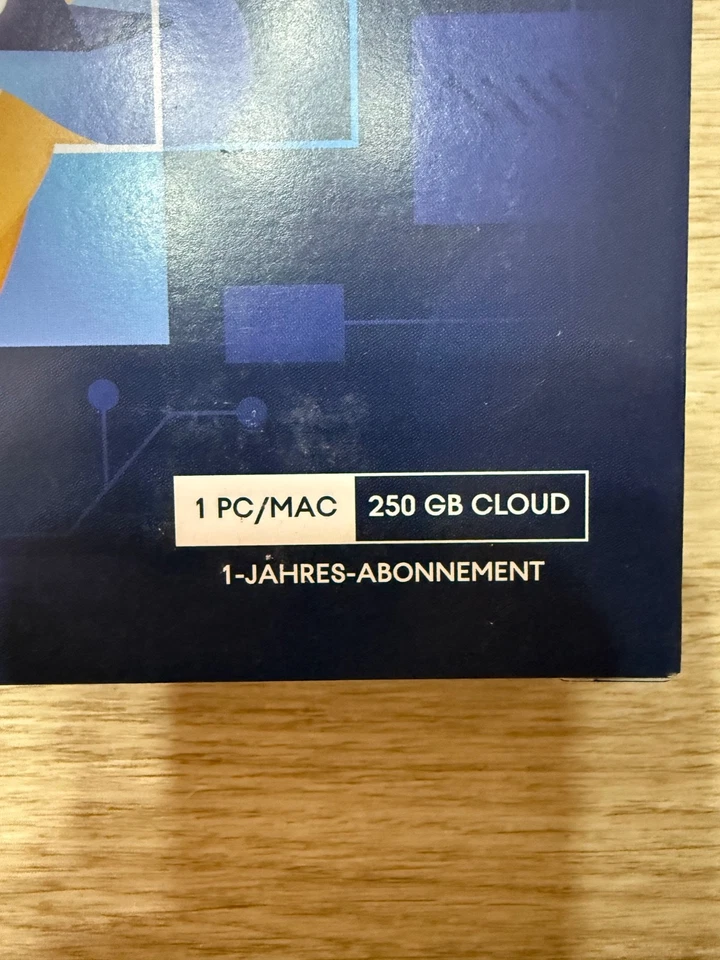 1 PC/MAC 250 GB CLOUD
1-JAHRES-ABONNEMENT